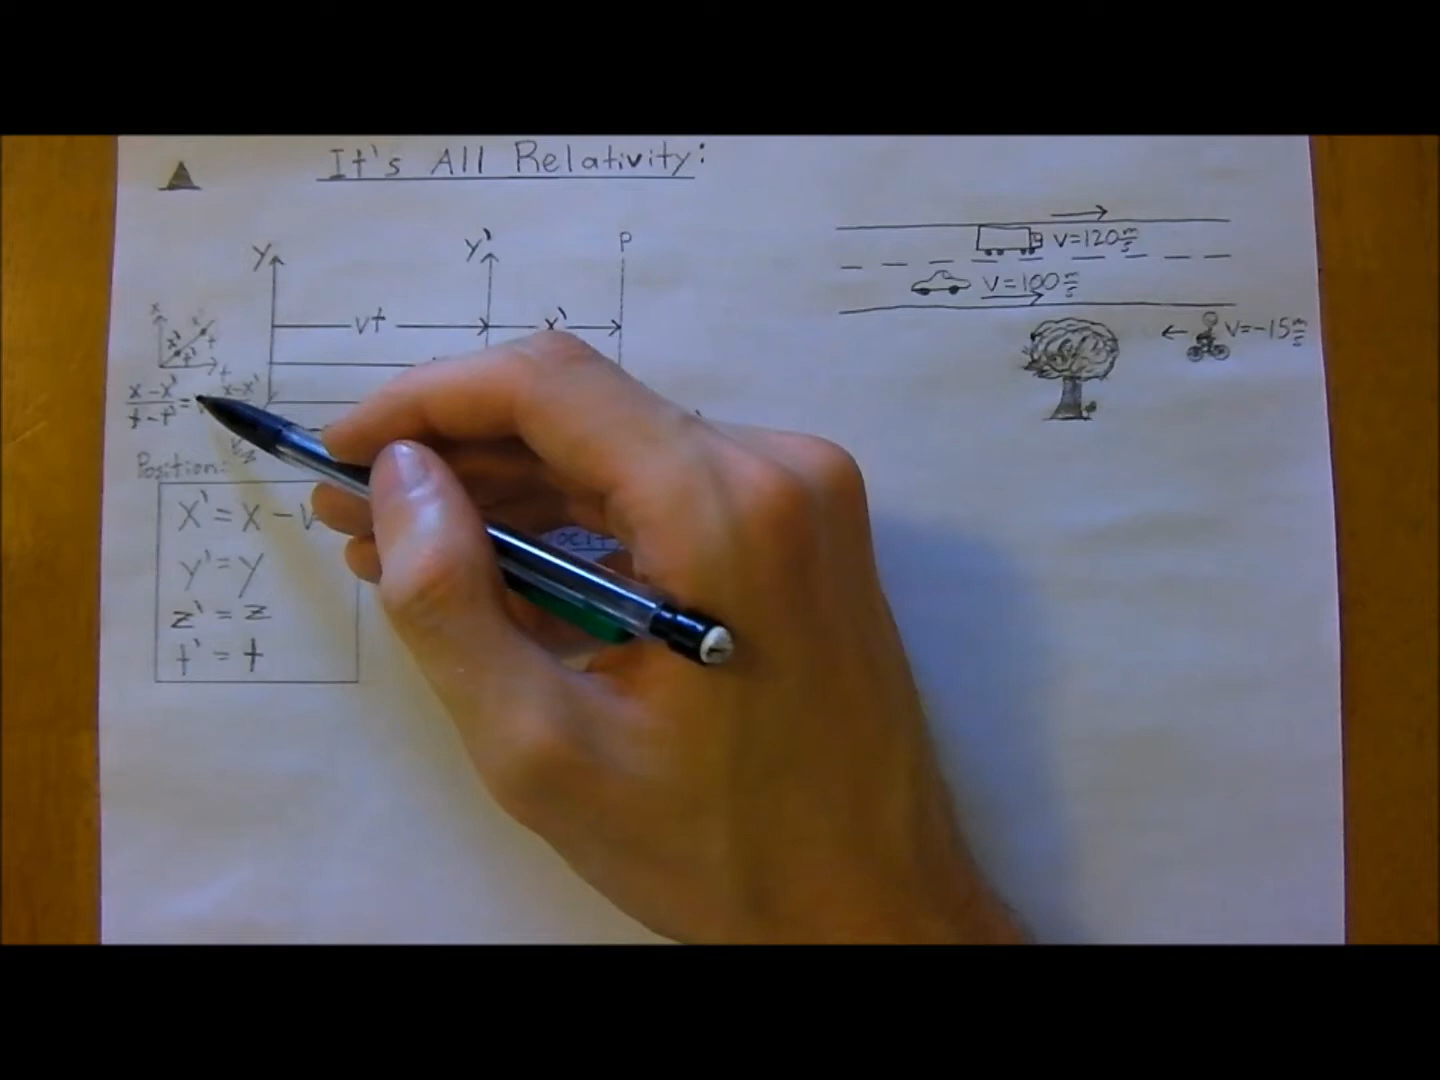 It's All Relativity:
Y Y' P
V=120 m/s
vt x'
V=100 m/s
x x' t
x' t'
V=-15 m/s
t
x-x' / t-t' = x-x'
Position: z
x' = x -
y' = y
z' = z
t' = t